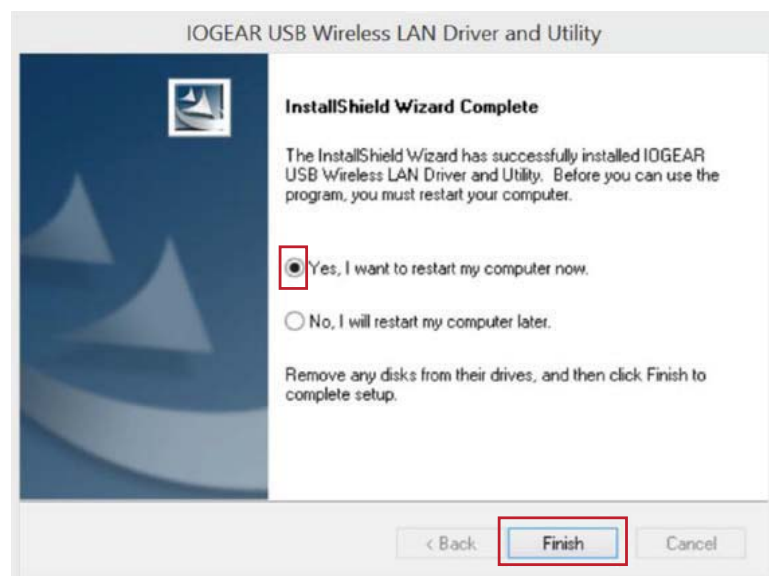 IOGEAR USB Wireless LAN Driver and Utility
InstallShield Wizard Complete
The InstallShield Wizard has successfully installed IOGEAR
USB Wireless LAN Driver and Utility. Before you can use the
program, you must restart your computer.
Yes, I want to restart my computer now.
No, I will restart my computer later.
Remove any disks from their drives, and then click Finish to
complete setup.
< Back Finish Cancel